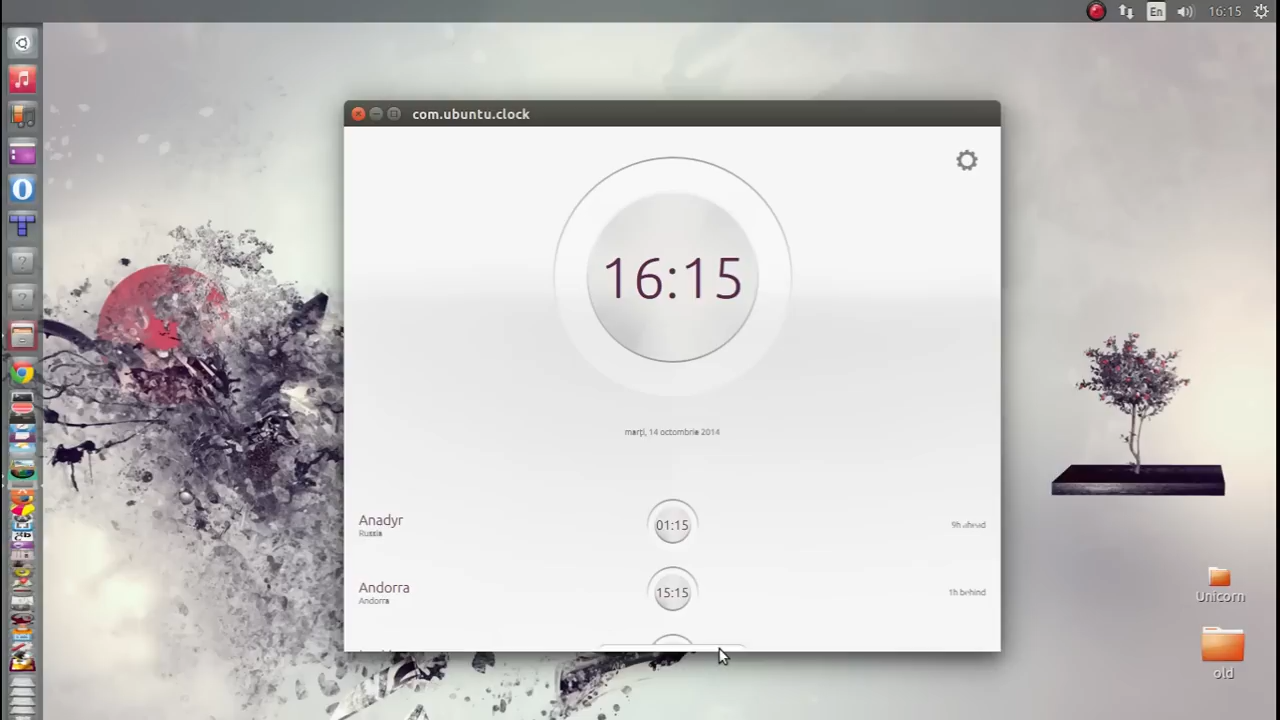 En
16:15
com.ubuntu.clock
16:15
marți, 14 octombrie 2014
Anadyr
Russia
01:15
9h ahead
Andorra
Andorra
15:15
1h behind
Unicorn
old